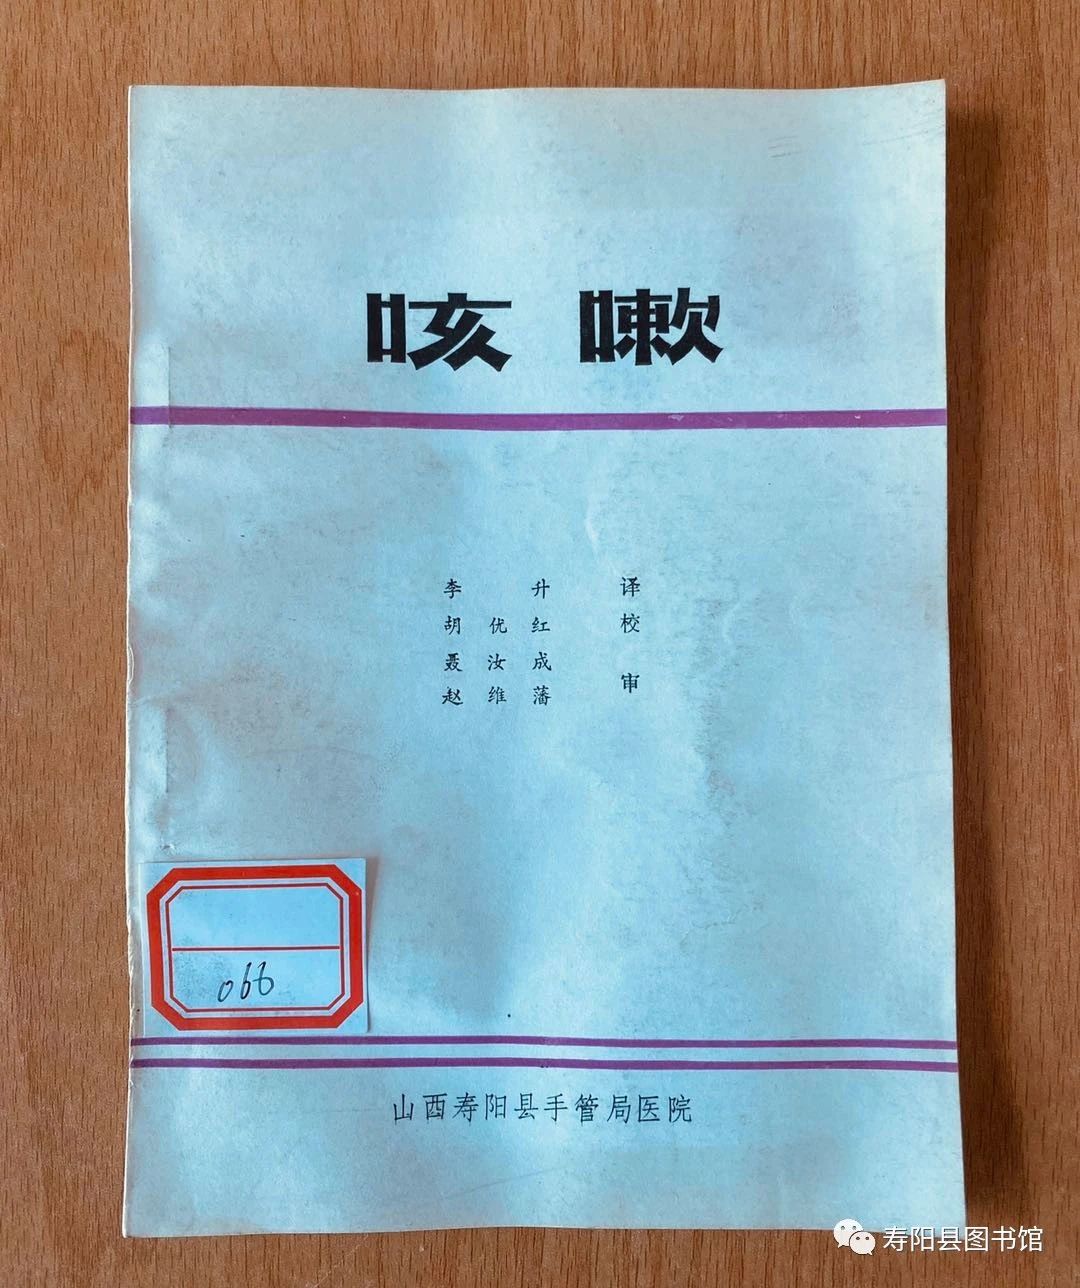 咳嗽
李升 译
胡优红 校
聂汝成
赵维藩 审
066
山西寿阳县手管局医院
寿阳县图书馆